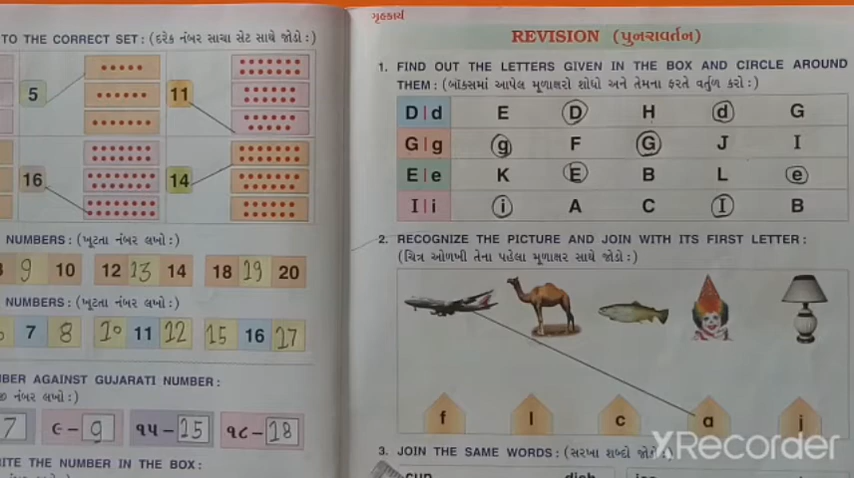 TO THE CORRECT SET: (દરેક નંબર સાચા સેટ સાથે જોડો:)
5 11
16 14
NUMBERS: (ખૂટતા નંબર લખો:)
9 10 12 13 14 18 19 20
NUMBERS: (ખૂટતા નંબર લખો:)
7 8 10 11 12 15 16 17
BER AGAINST GUJARATI NUMBER:
નંબર લખો:)
7 ૯ – 9 ૧૫ – 15 ૧૮ – 18
ITE THE NUMBER IN THE BOX:
ગૃહકાર્ય
REVISION (પુનરાવર્તન)
1. FIND OUT THE LETTERS GIVEN IN THE BOX AND CIRCLE AROUND
THEM: (બૉક્સમાં આપેલ મૂળાક્ષરો શોધો અને તેમના ફરતે વર્તુળ કરો:)
D | d E D H d G
G | g g F G J I
E | e K E B L e
I | i i A C I B
2. RECOGNIZE THE PICTURE AND JOIN WITH ITS FIRST LETTER:
(ચિત્ર ઓળખી તેના પહેલા મૂળાક્ષર સાથે જોડો:)
f l c a j
3. JOIN THE SAME WORDS: (સરખા શબ્દો જોડો:)
cup dish
XRecorder